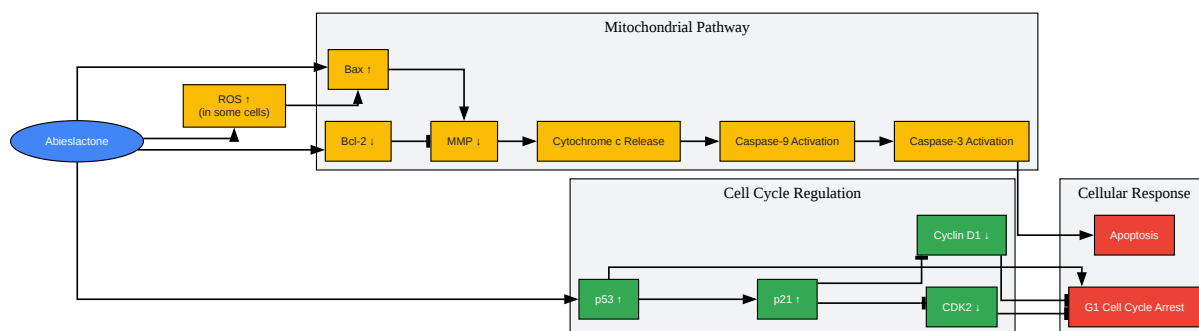 Mitochondrial Pathway
Bax ↑
ROS ↑
(in some cells)
Abieslactone
Bcl-2 ↓
MMP ↓
Cytochrome c Release
Caspase-9 Activation
Caspase-3 Activation
Cell Cycle Regulation
Cellular Response
Cyclin D1 ↓
Apoptosis
p53 ↑
p21 ↑
CDK2 ↓
G1 Cell Cycle Arrest